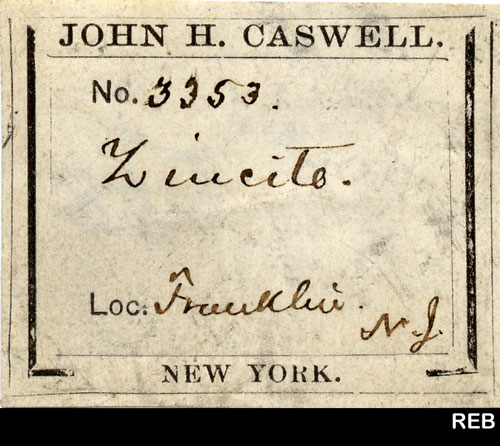 JOHN H. CASWELL.
No. 3353.
Zincite.
Loc. Franklin.
N.J.
NEW YORK.
REB